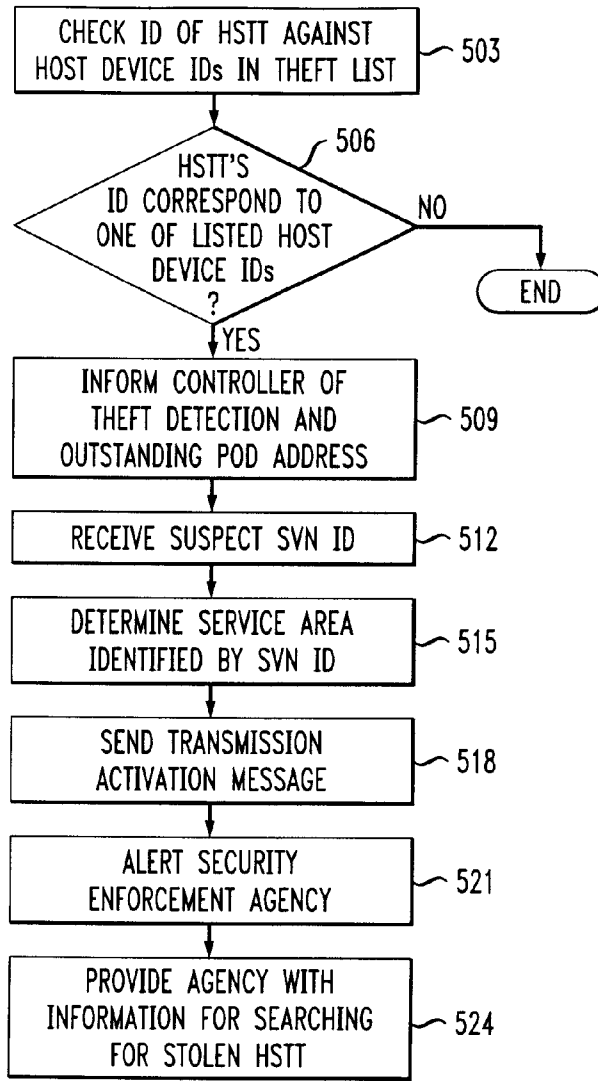 CHECK ID OF HSTT AGAINST
HOST DEVICE IDs IN THEFT LIST
503
506
HSTT'S
ID CORRESPOND TO
ONE OF LISTED HOST
DEVICE IDs
?
NO
END
YES
INFORM CONTROLLER OF
THEFT DETECTION AND
OUTSTANDING POD ADDRESS
509
RECEIVE SUSPECT SVN ID
512
DETERMINE SERVICE AREA
IDENTIFIED BY SVN ID
515
SEND TRANSMISSION
ACTIVATION MESSAGE
518
ALERT SECURITY
ENFORCEMENT AGENCY
521
PROVIDE AGENCY WITH
INFORMATION FOR SEARCHING
FOR STOLEN HSTT
524